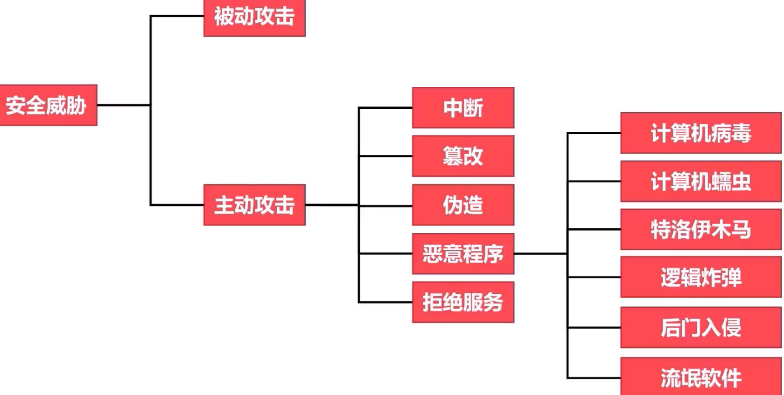 被动攻击
安全威胁
中断
计算机病毒
篡改
计算机蠕虫
主动攻击
伪造
特洛伊木马
恶意程序
逻辑炸弹
拒绝服务
后门入侵
流氓软件